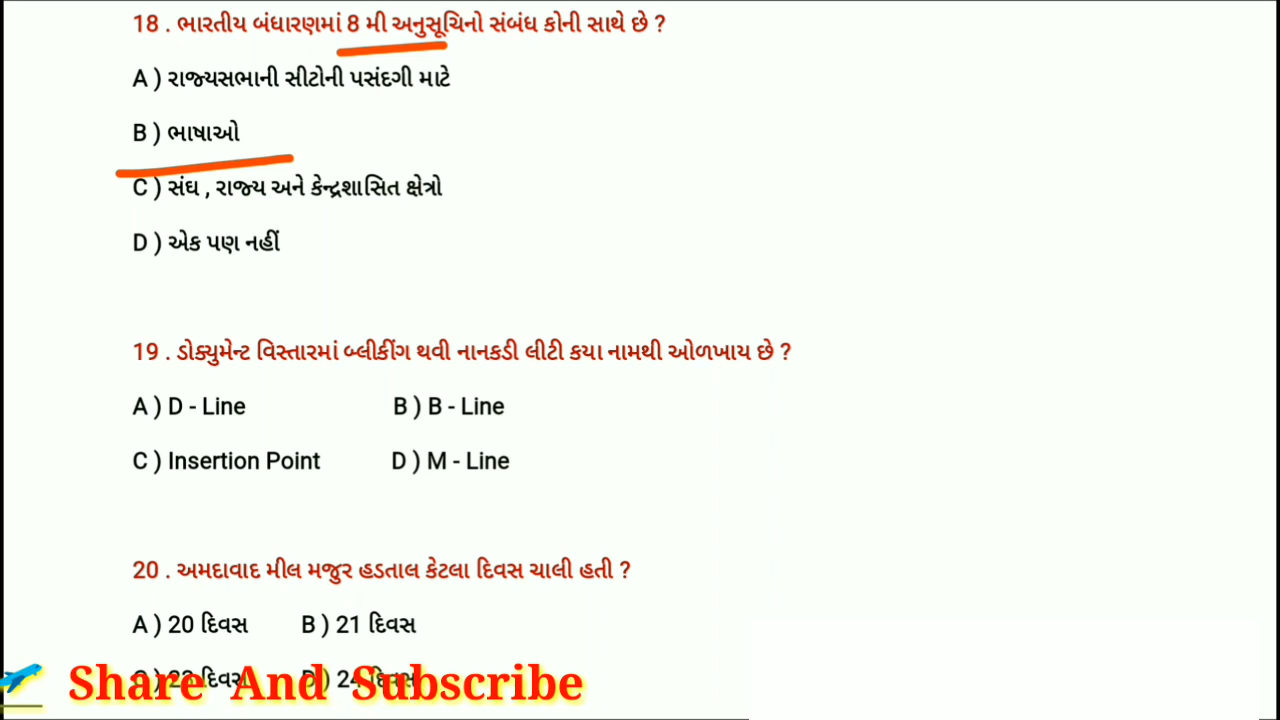 18 . ભારતીય બંધારણમાં 8 મી અનુસૂચિનો સંબંધ કોની સાથે છે ?
A ) રાજ્યસભાની સીટોની પસંદગી માટે
B ) ભાષાઓ
C ) સંઘ , રાજ્ય અને કેન્દ્રશાસિત ક્ષેત્રો
D ) એક પણ નહીં
19 . ડોક્યુમેન્ટ વિસ્તારમાં બ્લીકીંગ થવી નાનકડી લીટી કયા નામથી ઓળખાય છે ?
A ) D - Line B ) B - Line
C ) Insertion Point D ) M - Line
20 . અમદાવાદ મીલ મજુર હડતાલ કેટલા દિવસ ચાલી હતી ?
A ) 20 દિવસ B ) 21 દિવસ
Share And Subscribe